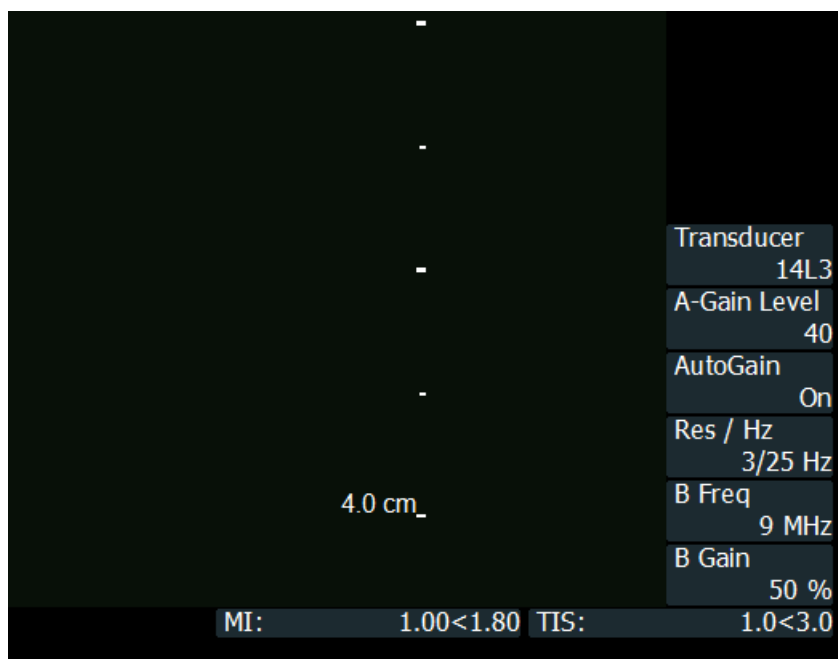 Transducer
14L3
A-Gain Level
40
AutoGain
On
Res / Hz
3/25 Hz
4.0 cm
B Freq
9 MHz
B Gain
50 %
MI: 1.00<1.80 TIS: 1.0<3.0